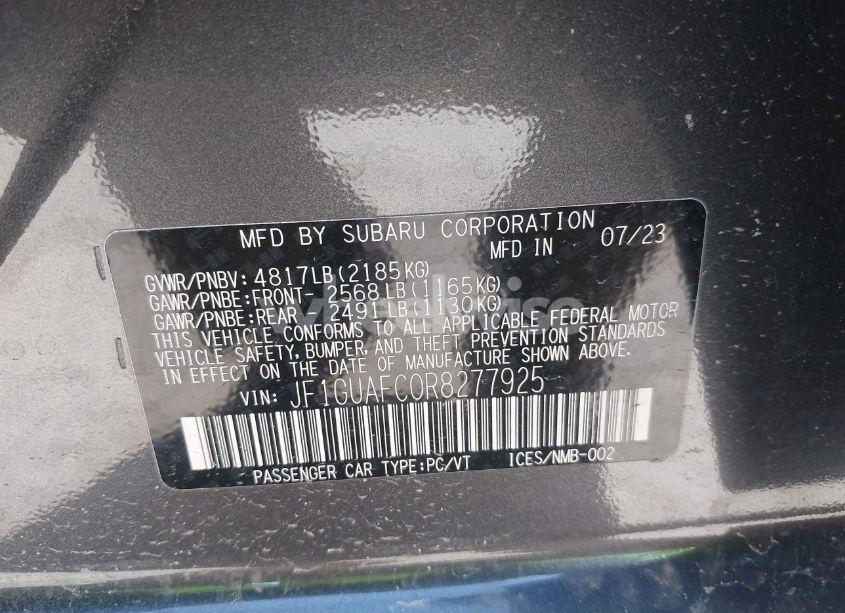 MFD BY SUBARU CORPORATION
MFD IN 07/23
GVWR/PNBV: 4817LB(2185KG)
GAWR/PNBE:FRONT- 2568LB(1165KG)
GAWR/PNBE:REAR - 2491LB(1130KG)
THIS VEHICLE CONFORMS TO ALL APPLICABLE FEDERAL MOTOR
VEHICLE SAFETY, BUMPER, AND THEFT PREVENTION STANDARDS
IN EFFECT ON THE DATE OF MANUFACTURE SHOWN ABOVE.
VIN: JF1GUAFC0R8277925
PASSENGER CAR TYPE:PC/VT ICES/NMB-002